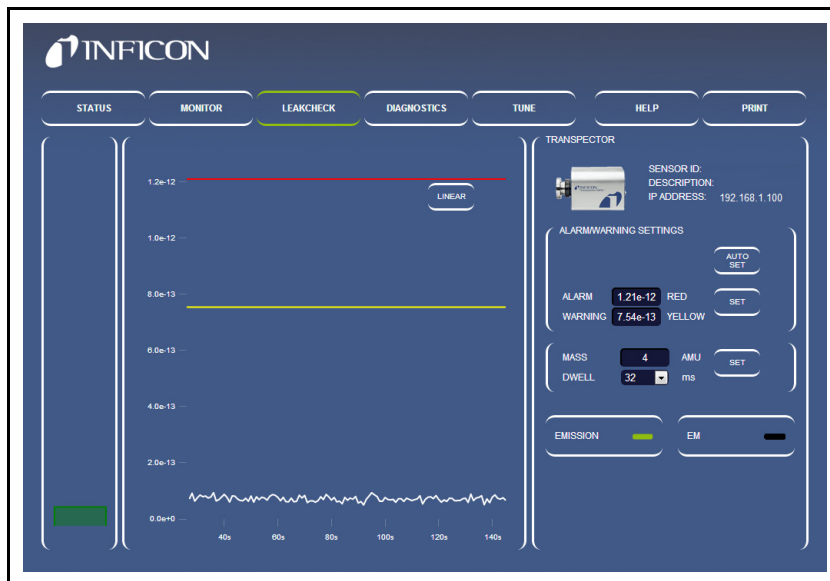 INFICON
STATUS
MONITOR
LEAKCHECK
DIAGNOSTICS
TUNE
HELP
PRINT
1.2e-12
1.0e-12
8.0e-13
6.0e-13
4.0e-13
2.0e-13
0.0e+0
40s 60s 80s 100s 120s 140s
LINEAR
TRANSPECTOR
SENSOR ID:
DESCRIPTION:
IP ADDRESS: 192.168.1.100
ALARM/WARNING SETTINGS
AUTO
SET
ALARM 1.21e-12 RED
SET
WARNING 7.54e-13 YELLOW
MASS 4 AMU
SET
DWELL 32 ms
EMISSION
EM